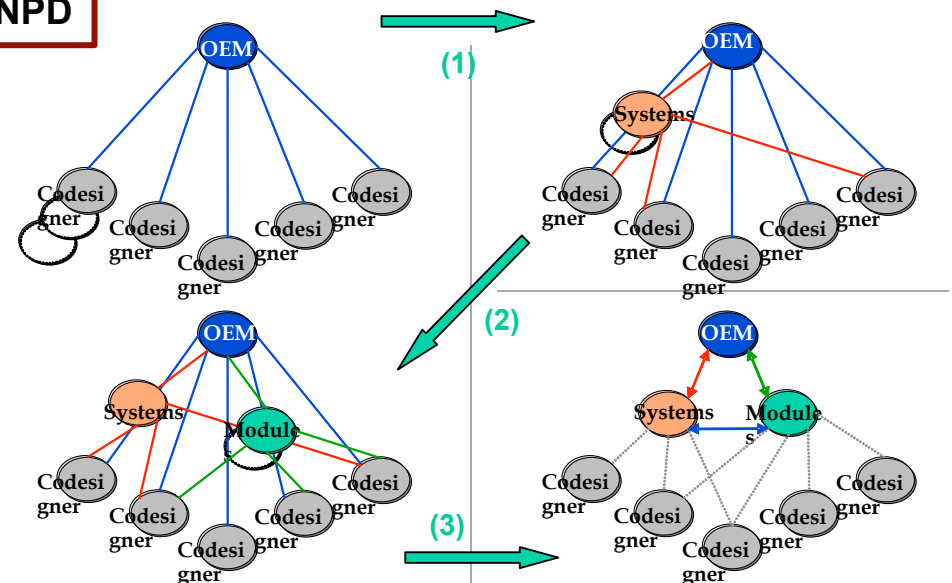 NPD
OEM
Codesi
gner
Codesi
gner
Codesi
gner
Codesi
gner
Codesi
gner
(1)
OEM
Systems
Codesi
gner
Codesi
gner
Codesi
gner
Codesi
gner
Codesi
gner
(2)
OEM
Systems
Module
s
Codesi
gner
Codesi
gner
Codesi
gner
Codesi
gner
Codesi
gner
(3)
OEM
Systems
Module
s
Codesi
gner
Codesi
gner
Codesi
gner
Codesi
gner
Codesi
gner